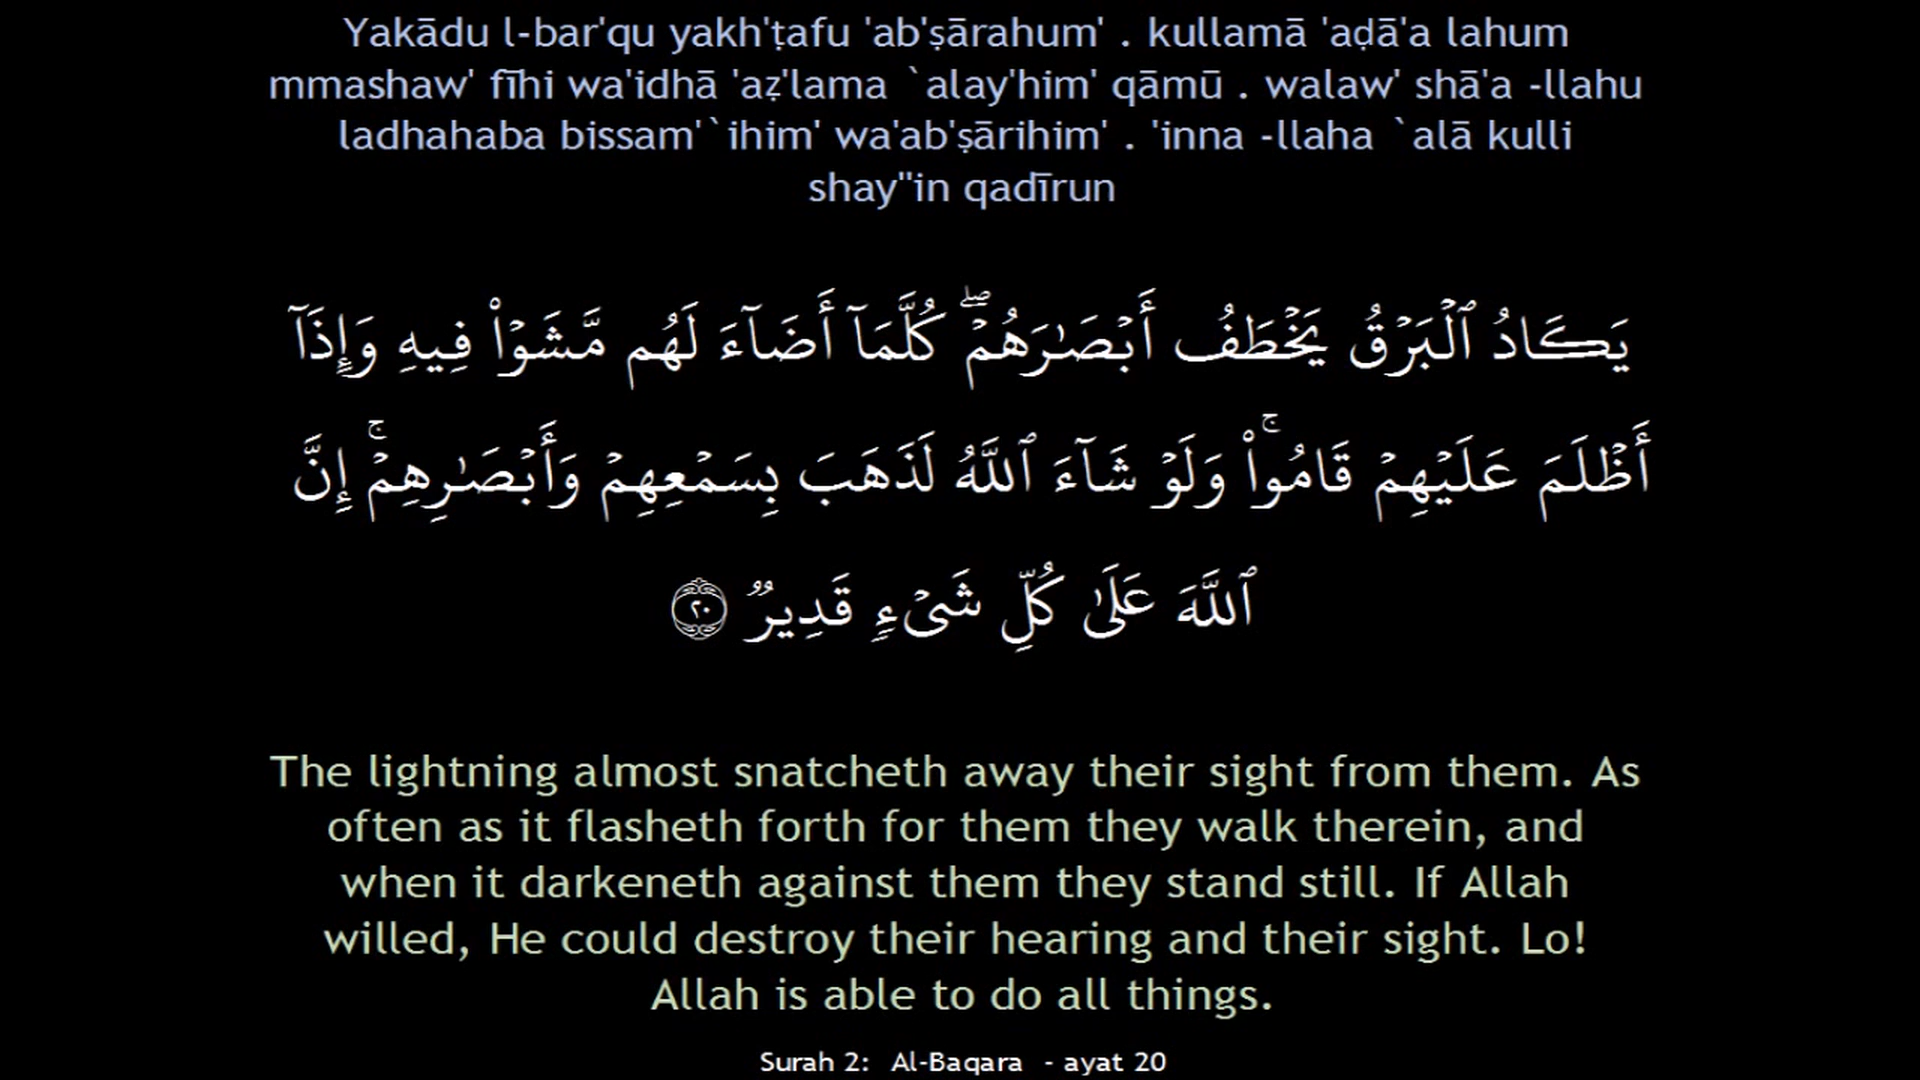 Yakādu l-bar'qu yakh'ṭafu 'ab'ṣārahum' . kullamā 'aḍā'a lahum
mmashaw' fīhi wa'idhā 'aẓ'lama `alay'him' qāmū . walaw' shā'a -llahu
ladhahaba bissam'`ihim' wa'ab'ṣārihim' . 'inna -llaha `alā kulli
shay''in qadīrun
يَكَادُ ٱلْبَرْقُ يَخْطَفُ أَبْصَـٰرَهُمْ ۖ كُلَّمَآ أَضَآءَ لَهُم مَّشَوْا۟ فِيهِ وَإِذَآ
أَظْلَمَ عَلَيْهِمْ قَامُوا۟ ۚ وَلَوْ شَآءَ ٱللَّهُ لَذَهَبَ بِسَمْعِهِمْ وَأَبْصَـٰرِهِمْ ۚ إِنَّ
ٱللَّهَ عَلَىٰ كُلِّ شَىْءٍ قَدِيرٌ ٢٠
The lightning almost snatcheth away their sight from them. As
often as it flasheth forth for them they walk therein, and
when it darkeneth against them they stand still. If Allah
willed, He could destroy their hearing and their sight. Lo!
Allah is able to do all things.
Surah 2: Al-Baqara - ayat 20